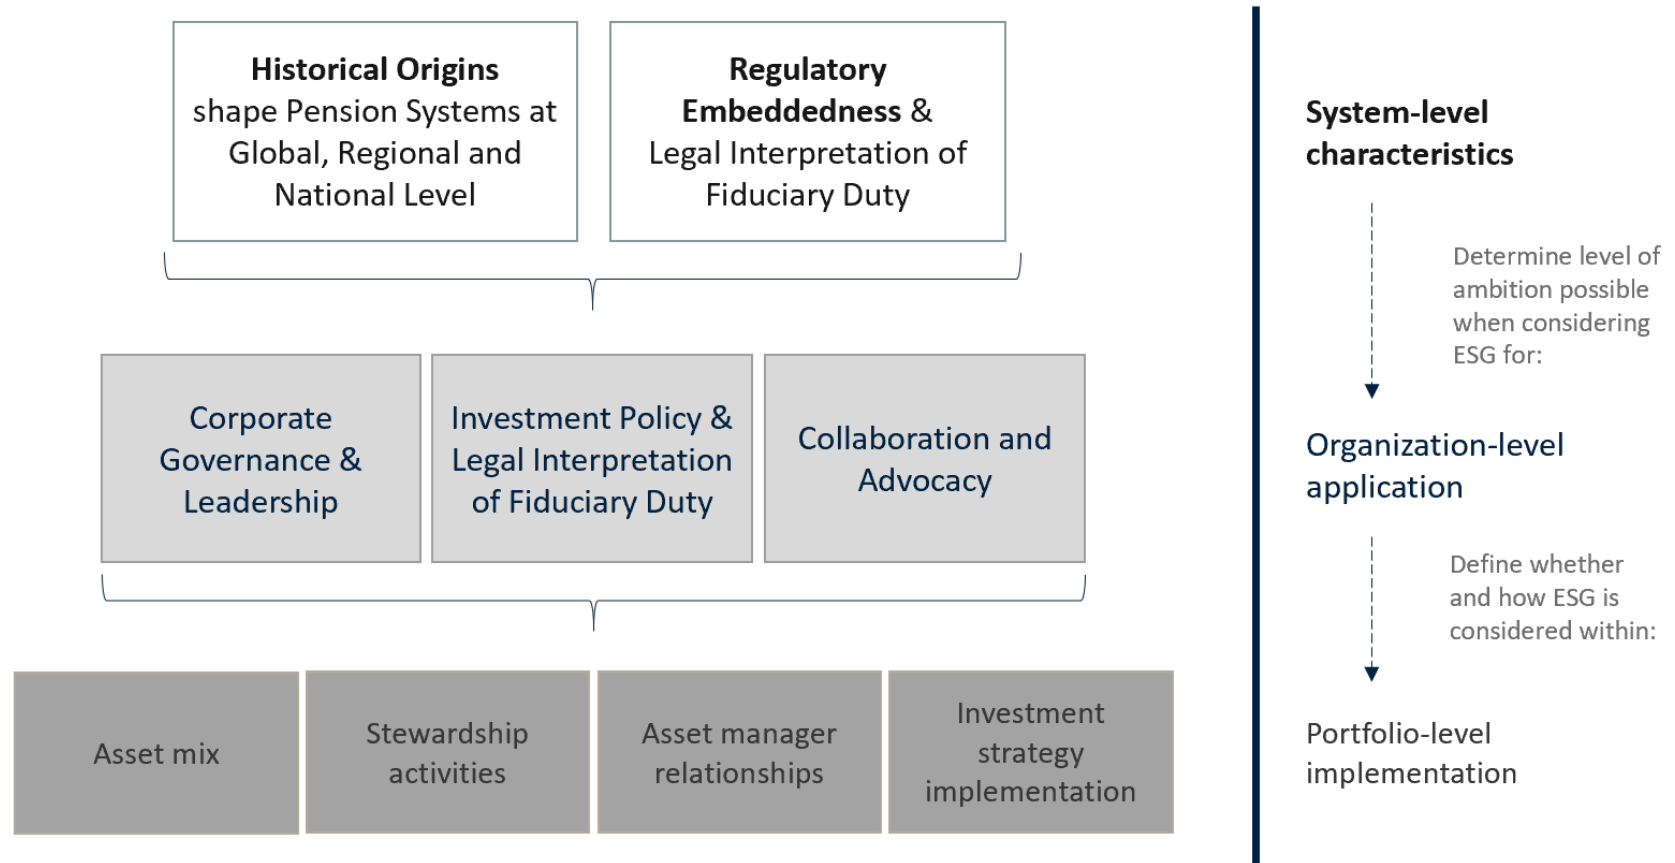 Historical Origins
shape Pension Systems at
Global, Regional and
National Level
Regulatory
Embeddedness &
Legal Interpretation of
Fiduciary Duty
System-level
characteristics
Determine level of
ambition possible
when considering
ESG for:
Corporate
Governance &
Leadership
Investment Policy &
Legal Interpretation
of Fiduciary Duty
Collaboration and
Advocacy
Organization-level
application
Define whether
and how ESG is
considered within:
Asset mix
Stewardship
activities
Asset manager
relationships
Investment
strategy
implementation
Portfolio-level
implementation